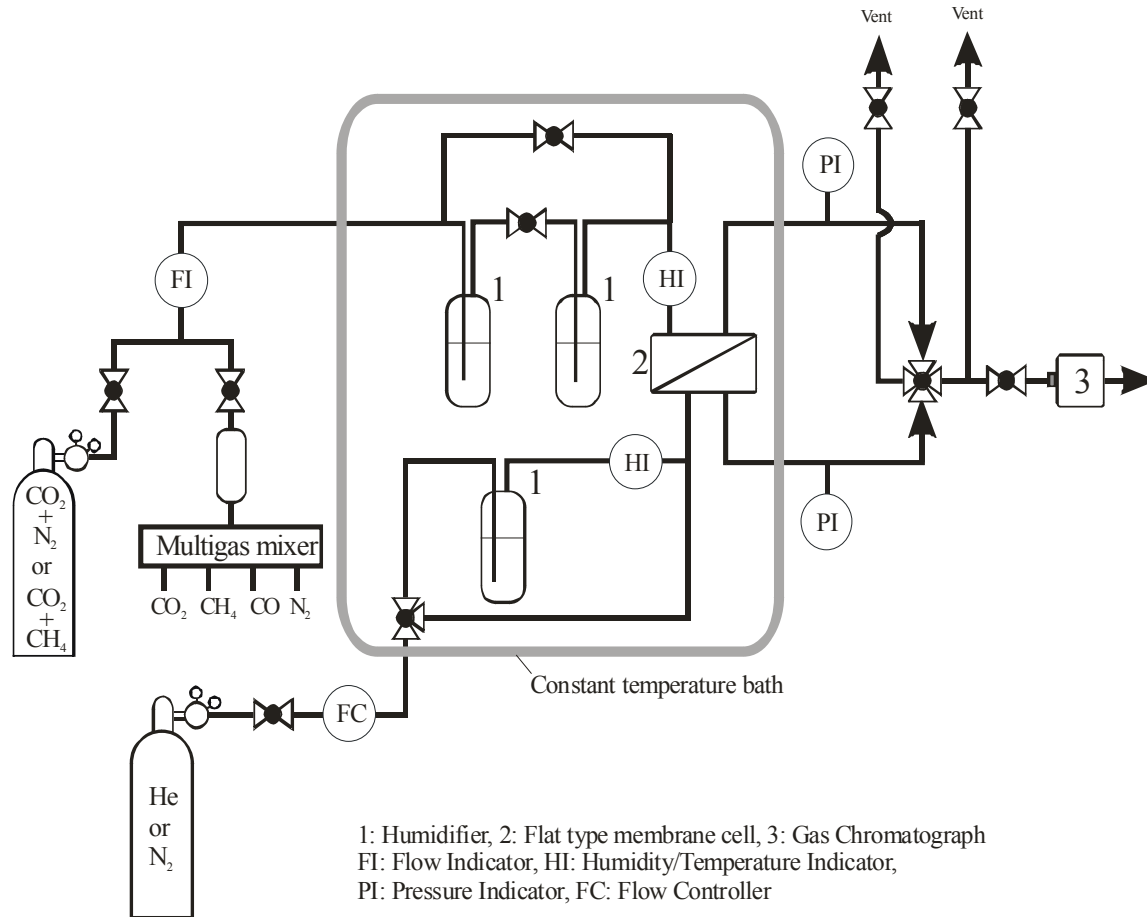 Vent
Vent
PI
FI
1
1
HI
2
3
CO₂
+
N₂
or
CO₂
+
CH₄
HI
1
PI
Multigas mixer
CO₂ CH₄ CO N₂
Constant temperature bath
FC
He
or
N₂
1: Humidifier, 2: Flat type membrane cell, 3: Gas Chromatograph
FI: Flow Indicator, HI: Humidity/Temperature Indicator,
PI: Pressure Indicator, FC: Flow Controller